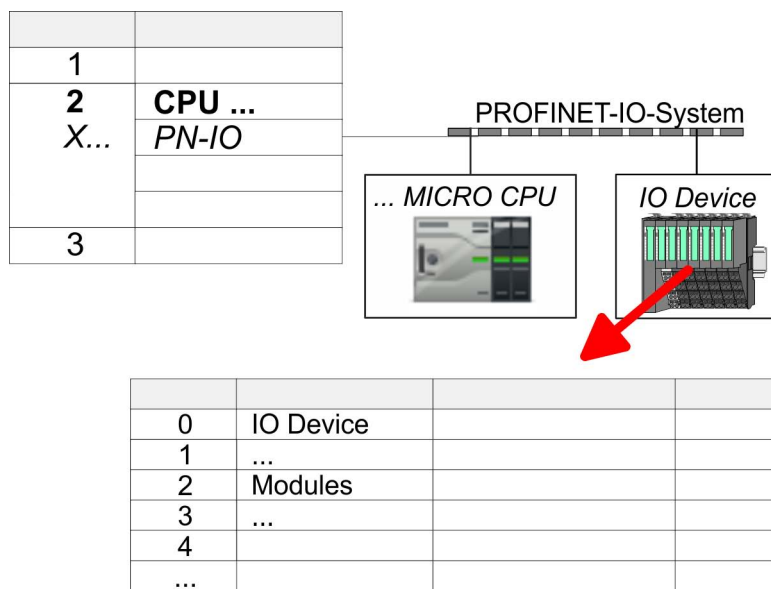 1
2 CPU ...
X... PN-IO
3
PROFINET-IO-System
... MICRO CPU
IO Device
0 IO Device
1 ...
2 Modules
3 ...
4
...